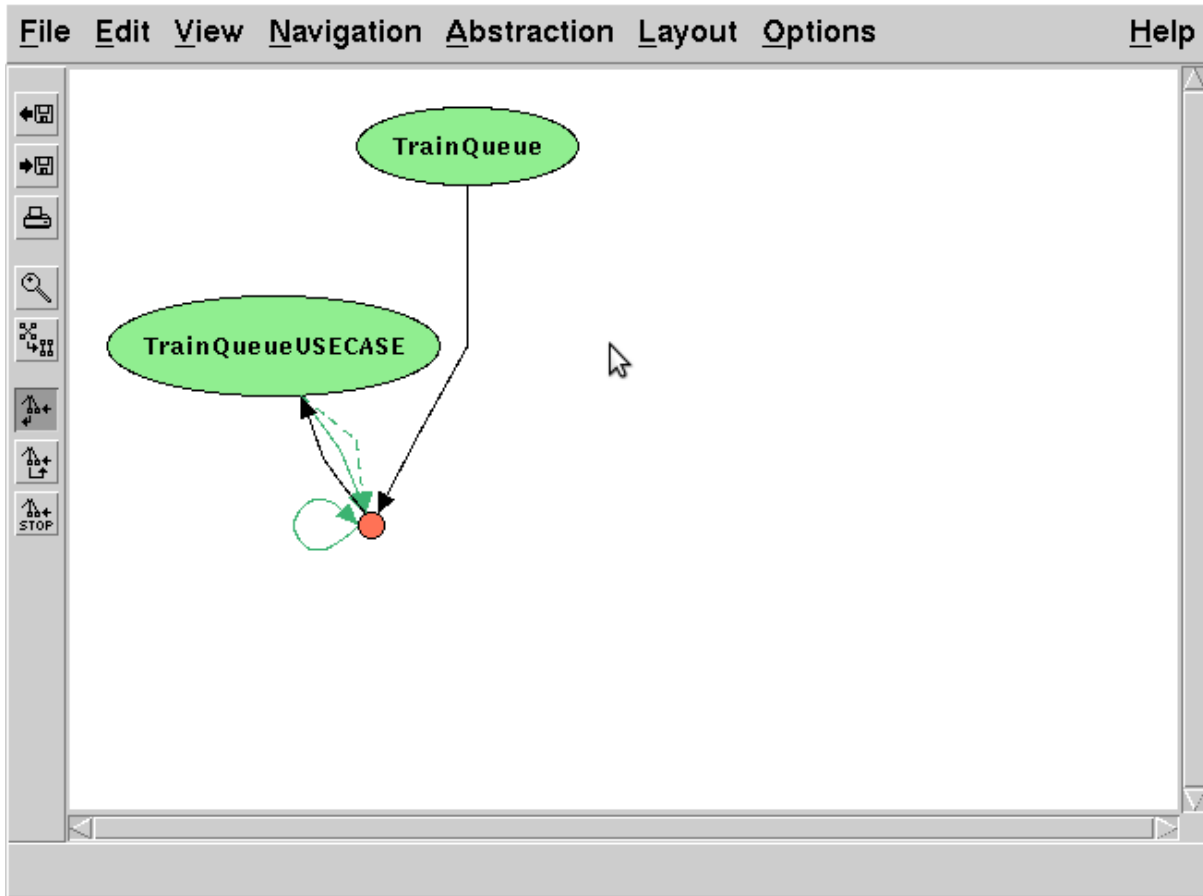 File Edit View Navigation Abstraction Layout Options Help
TrainQueue
TrainQueueUSECASE
STOP